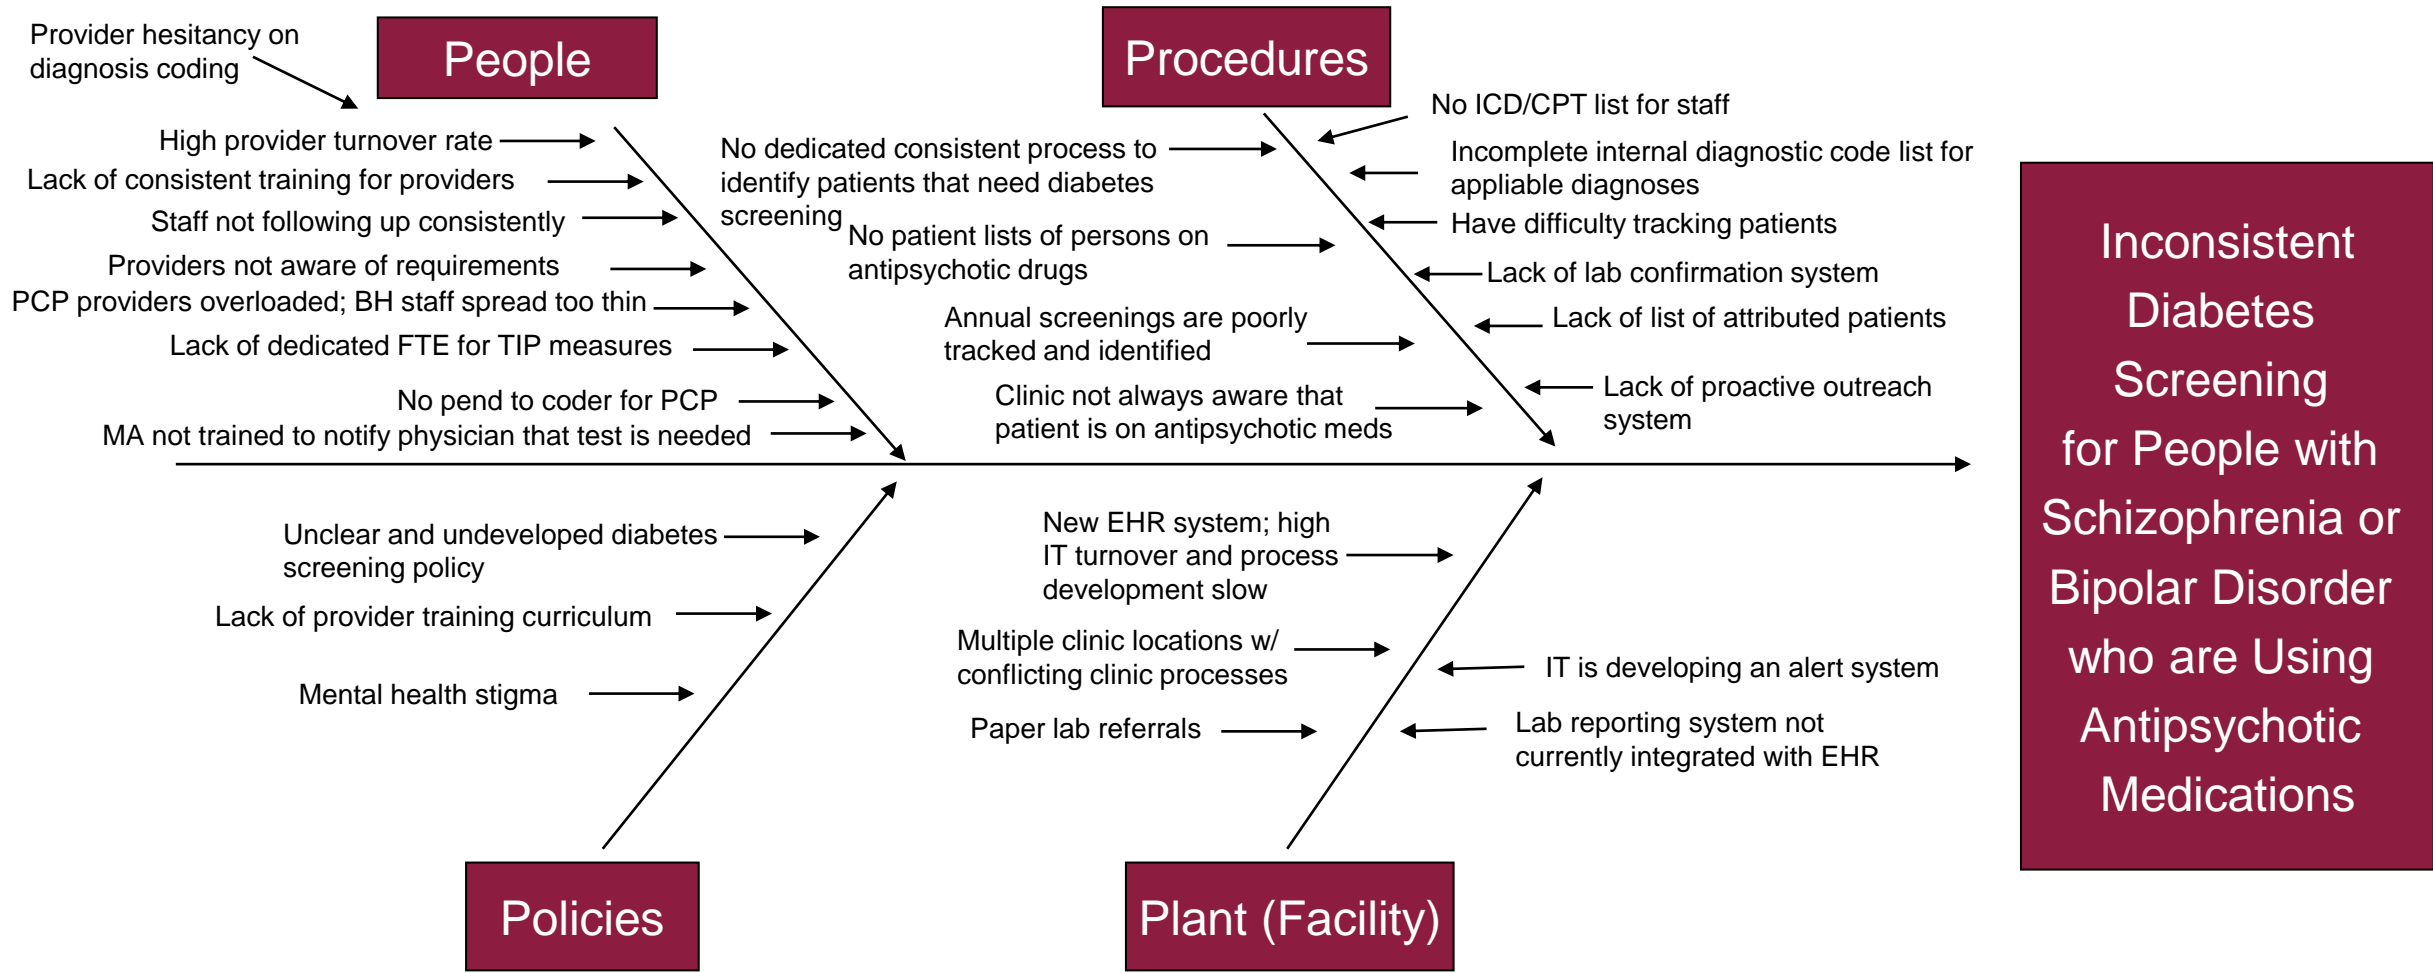 Provider hesitancy on
diagnosis coding
People
High provider turnover rate
Lack of consistent training for providers
Staff not following up consistently
Providers not aware of requirements
PCP providers overloaded; BH staff spread too thin
Lack of dedicated FTE for TIP measures
No pend to coder for PCP
MA not trained to notify physician that test is needed
Procedures
No dedicated consistent process to
identify patients that need diabetes
screening
No patient lists of persons on
antipsychotic drugs
Annual screenings are poorly
tracked and identified
Clinic not always aware that
patient is on antipsychotic meds
No ICD/CPT list for staff
Incomplete internal diagnostic code list for
appliable diagnoses
Have difficulty tracking patients
Lack of lab confirmation system
Lack of list of attributed patients
Lack of proactive outreach
system
Unclear and undeveloped diabetes
screening policy
Lack of provider training curriculum
Mental health stigma
Policies
New EHR system; high
IT turnover and process
development slow
Multiple clinic locations w/
conflicting clinic processes
Paper lab referrals
IT is developing an alert system
Lab reporting system not
currently integrated with EHR
Plant (Facility)
Inconsistent
Diabetes
Screening
for People with
Schizophrenia or
Bipolar Disorder
who are Using
Antipsychotic
Medications